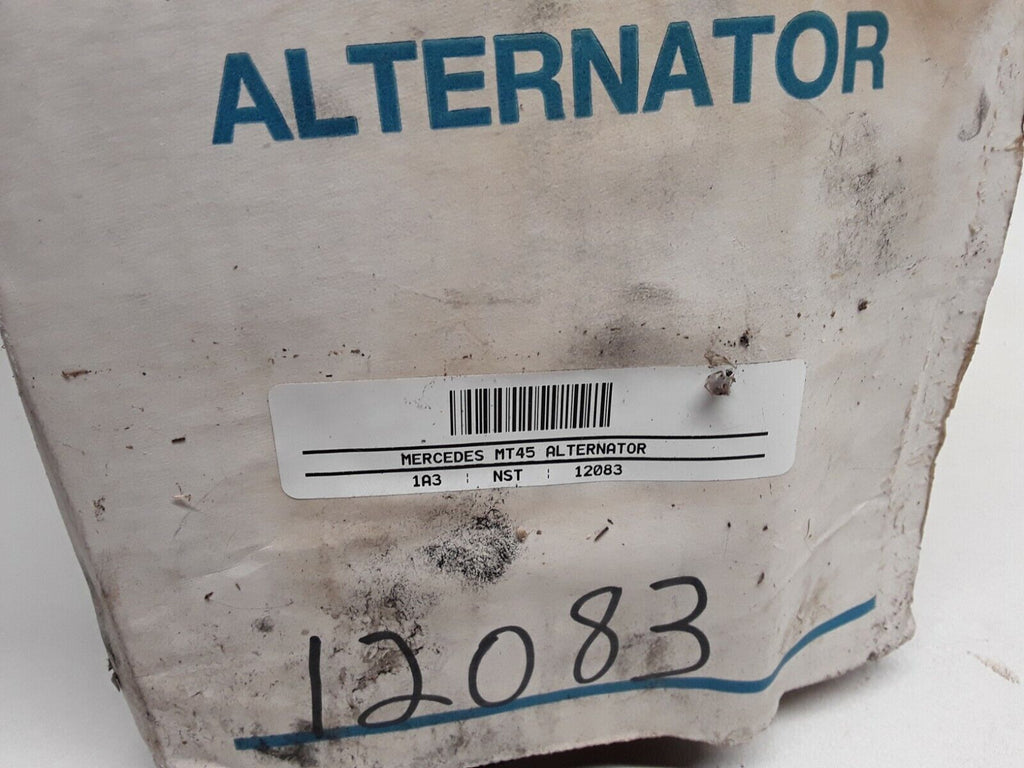 ALTERNATOR
MERCEDES MT45 ALTERNATOR
1A3 ¦ NST ¦ 12083
12083